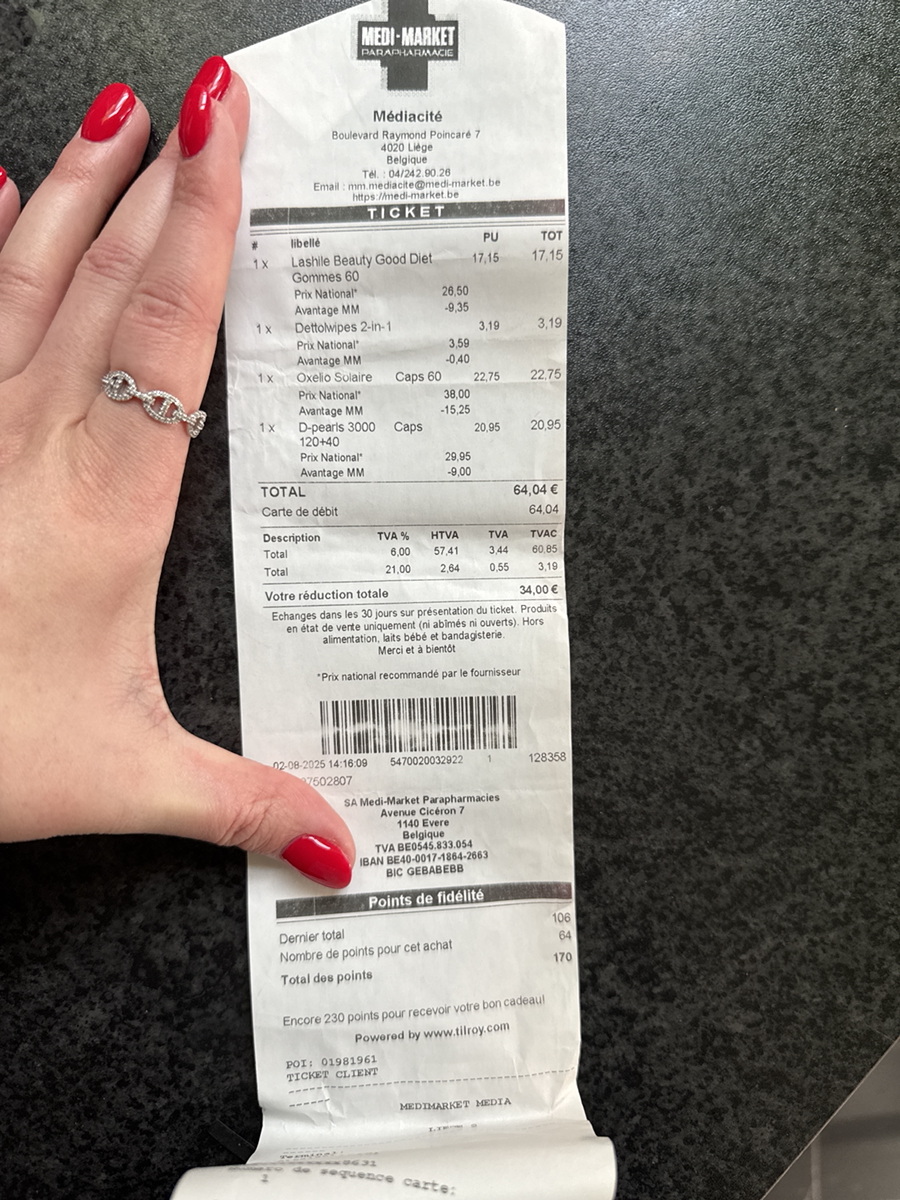 MEDI-MARKET
PARAPHARMACIE
Médiacité
Boulevard Raymond Poincaré 7
4020 Liège
Belgique
Tél. : 04/242.90.26
Email : mm.mediacite@medi-market.be
https://medi-market.be
TICKET
# libellé PU TOT
1 x Lashile Beauty Good Diet 17,15 17,15
Gommes 60
Prix National* 26,50
Avantage MM -9,35
1 x Dettolwipes 2-in-1 3,19 3,19
Prix National* 3,59
Avantage MM -0,40
1 x Oxelio Solaire Caps 60 22,75 22,75
Prix National* 38,00
Avantage MM -15,25
1 x D-pearls 3000 Caps 20,95 20,95
120+40
Prix National* 29,95
Avantage MM -9,00
TOTAL 64,04 €
Carte de débit 64,04
Description TVA % HTVA TVA TVAC
Total 6,00 57,41 3,44 60,85
Total 21,00 2,64 0,55 3,19
Votre réduction totale 34,00 €
Echanges dans les 30 jours sur présentation du ticket. Produits
en état de vente uniquement (ni abîmés ni ouverts). Hors
alimentation, laits bébé et bandagisterie.
Merci et à bientôt
*Prix national recommandé par le fournisseur
02-08-2025 14:16:09 5470020032922 1 128358
7502807
SA Medi-Market Parapharmacies
Avenue Cicéron 7
1140 Evere
Belgique
TVA BE0545.833.054
IBAN BE40-0017-1864-2663
BIC GEBABEBB
Points de fidélité
Dernier total 106
Nombre de points pour cet achat 64
Total des points 170
Encore 230 points pour recevoir votre bon cadeau!
Powered by www.tilroy.com
POI: 01981961
TICKET CLIENT
MEDIMARKET MEDIA
de sequence carte:
1